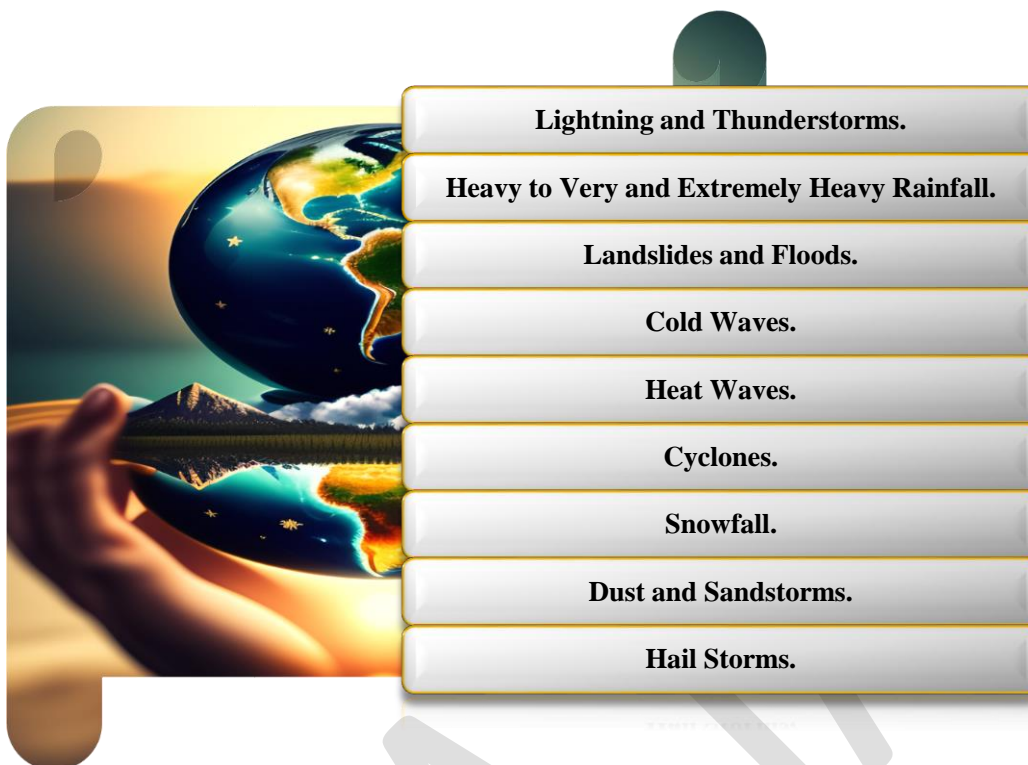 Lightning and Thunderstorms.
Heavy to Very and Extremely Heavy Rainfall.
Landslides and Floods.
Cold Waves.
Heat Waves.
Cyclones.
Snowfall.
Dust and Sandstorms.
Hail Storms.